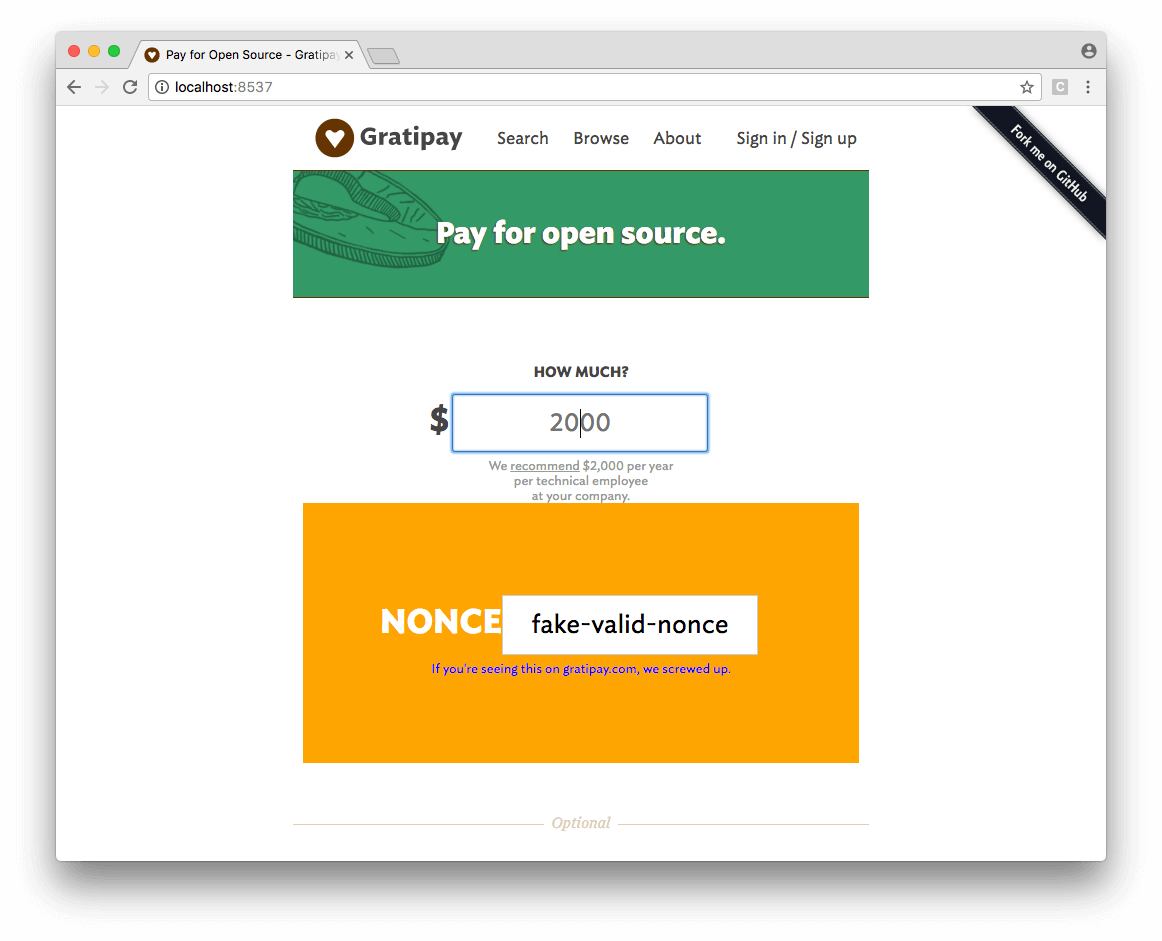 Pay for Open Source - Gratipay
localhost:8537
C
Gratipay
Search
Browse
About
Sign in / Sign up
Fork me on GitHub
Pay for open source.
HOW MUCH?
$
2000
We recommend $2,000 per year
per technical employee
at your company.
NONCE
fake-valid-nonce
If you're seeing this on gratipay.com, we screwed up.
Optional